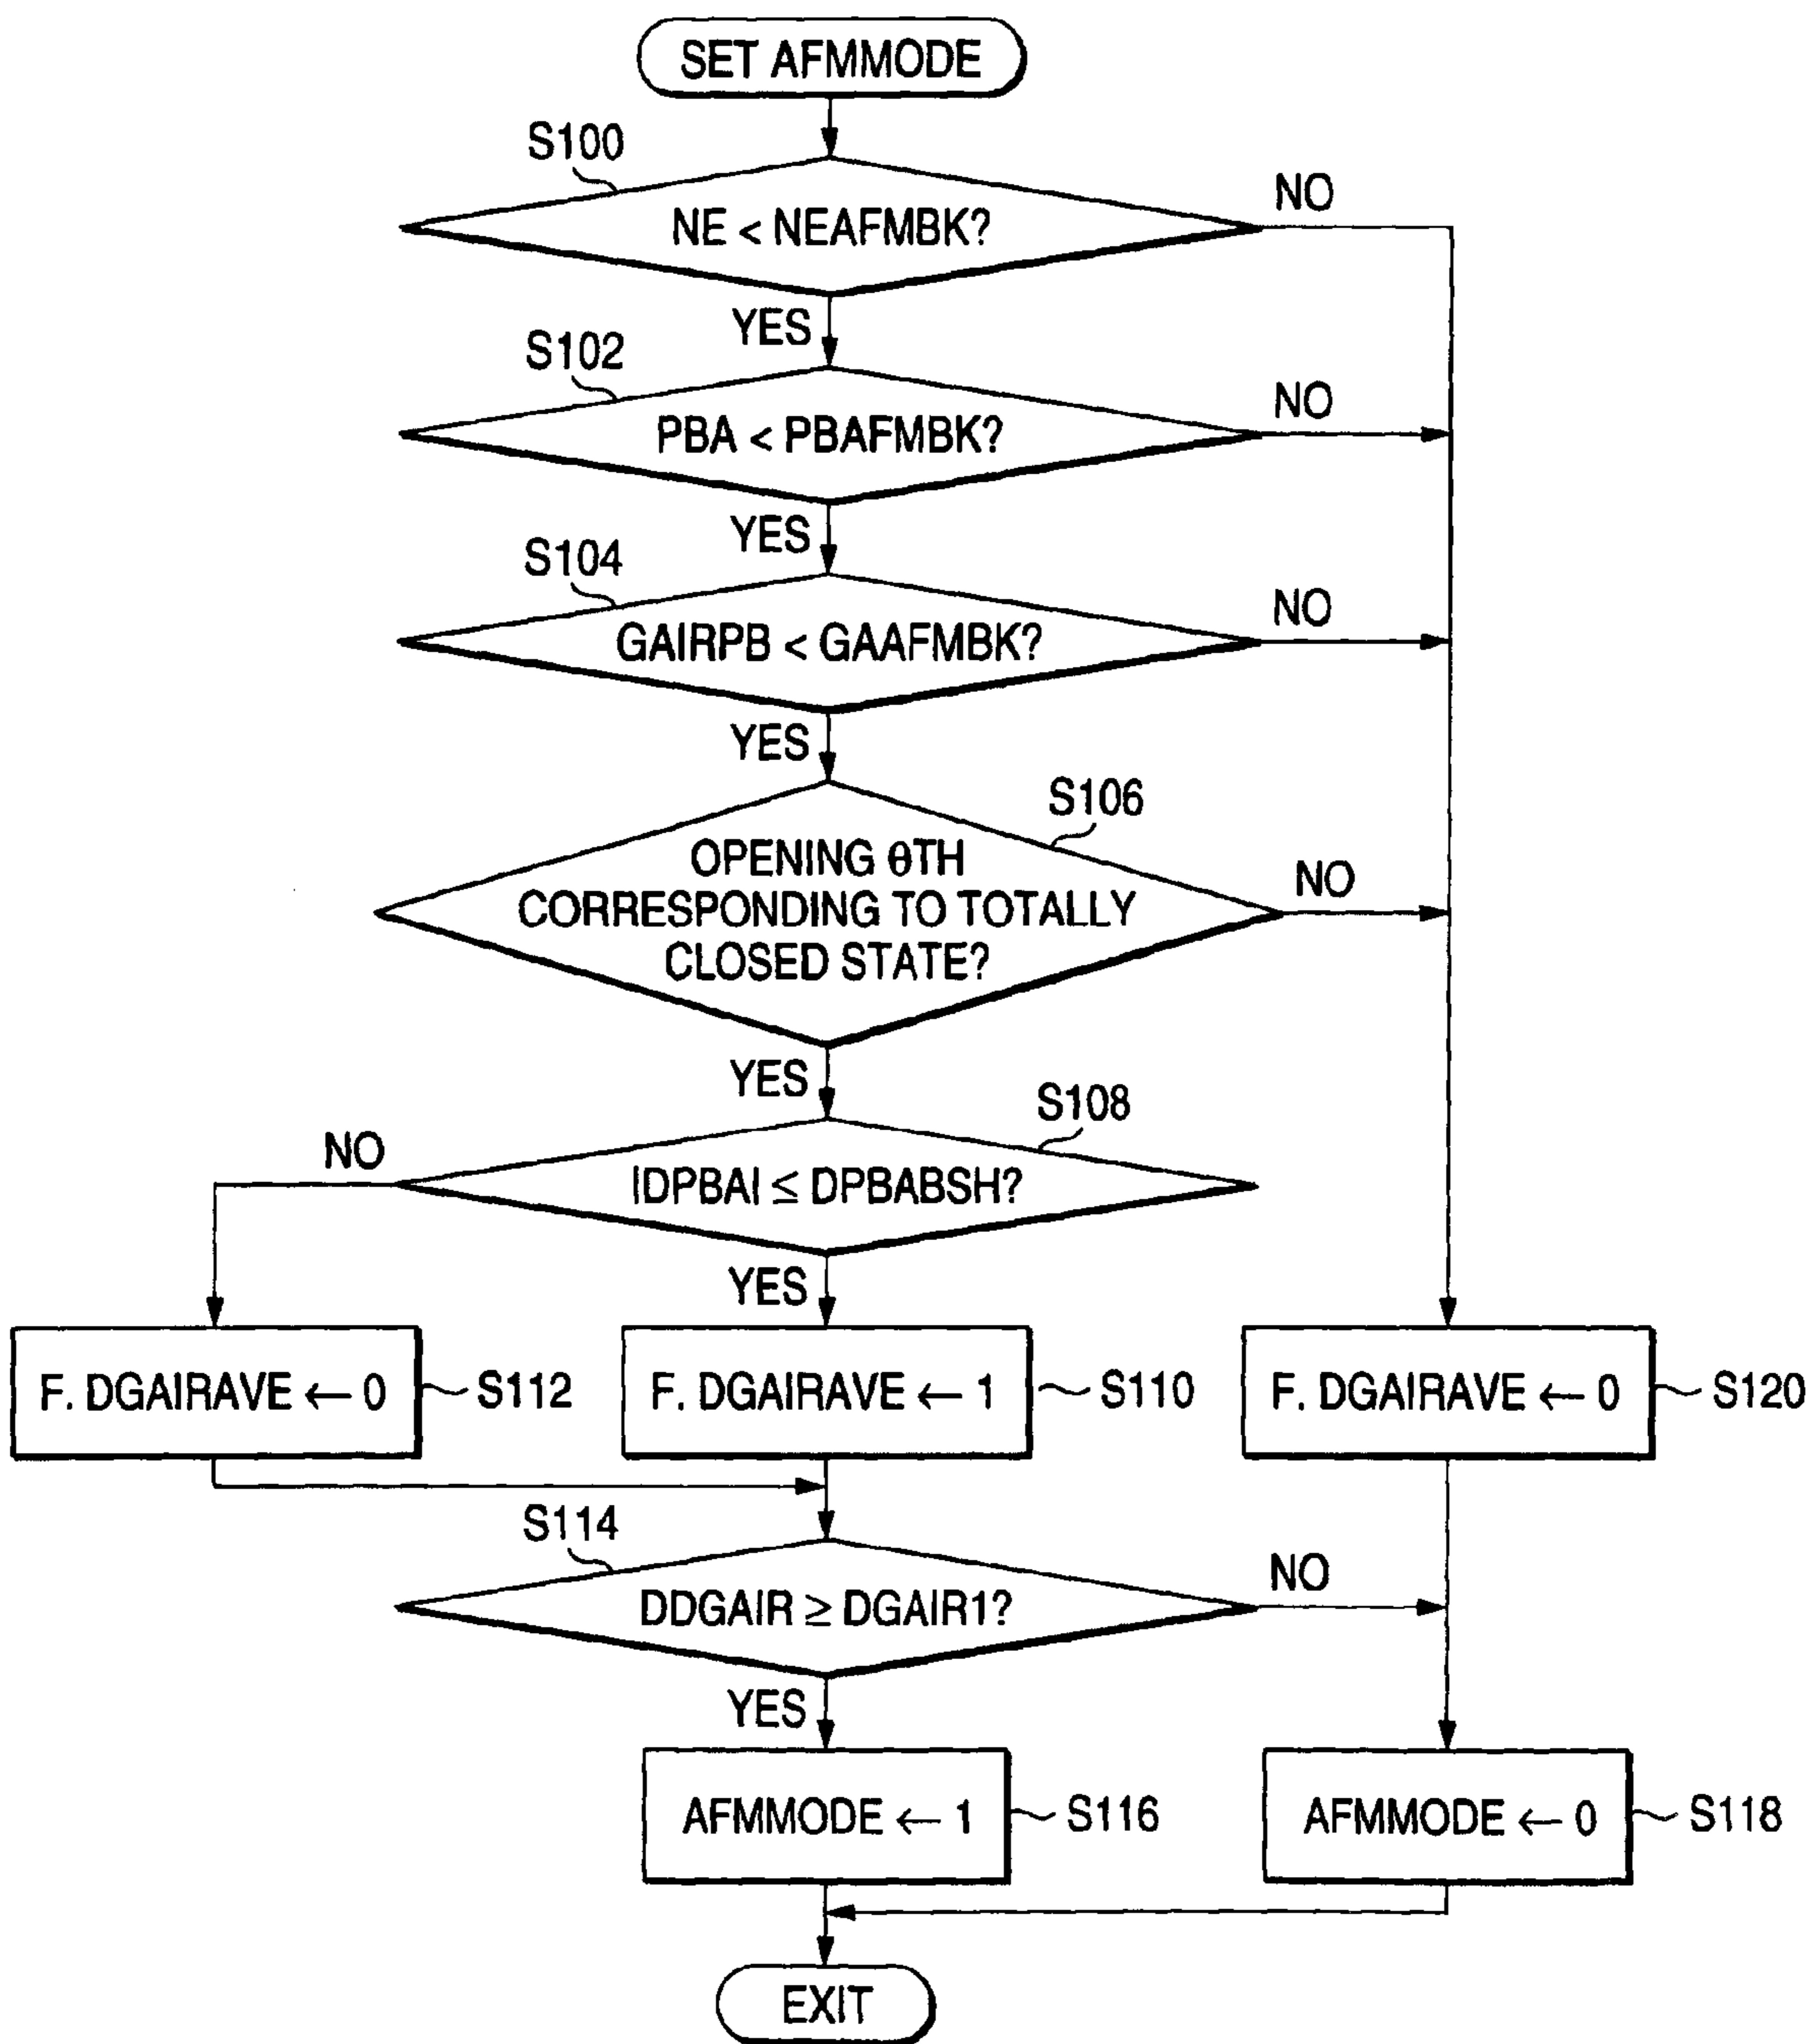 SET AFMMODE
S100
NE < NEAFMBK?
NO
YES
S102
PBA < PBAFMBK?
NO
YES
S104
GAIRPB < GAAFMBK?
NO
YES
S106
OPENING θTH
CORRESPONDING TO TOTALLY
CLOSED STATE?
NO
YES
S108
NO
|DPBA| ≤ DPBABSH?
YES
F. DGAIRAVE ← 0
S112
F. DGAIRAVE ← 1
S110
F. DGAIRAVE ← 0
S120
S114
DDGAIR ≥ DGAIR1?
NO
YES
AFMMODE ← 1
S116
AFMMODE ← 0
S118
EXIT